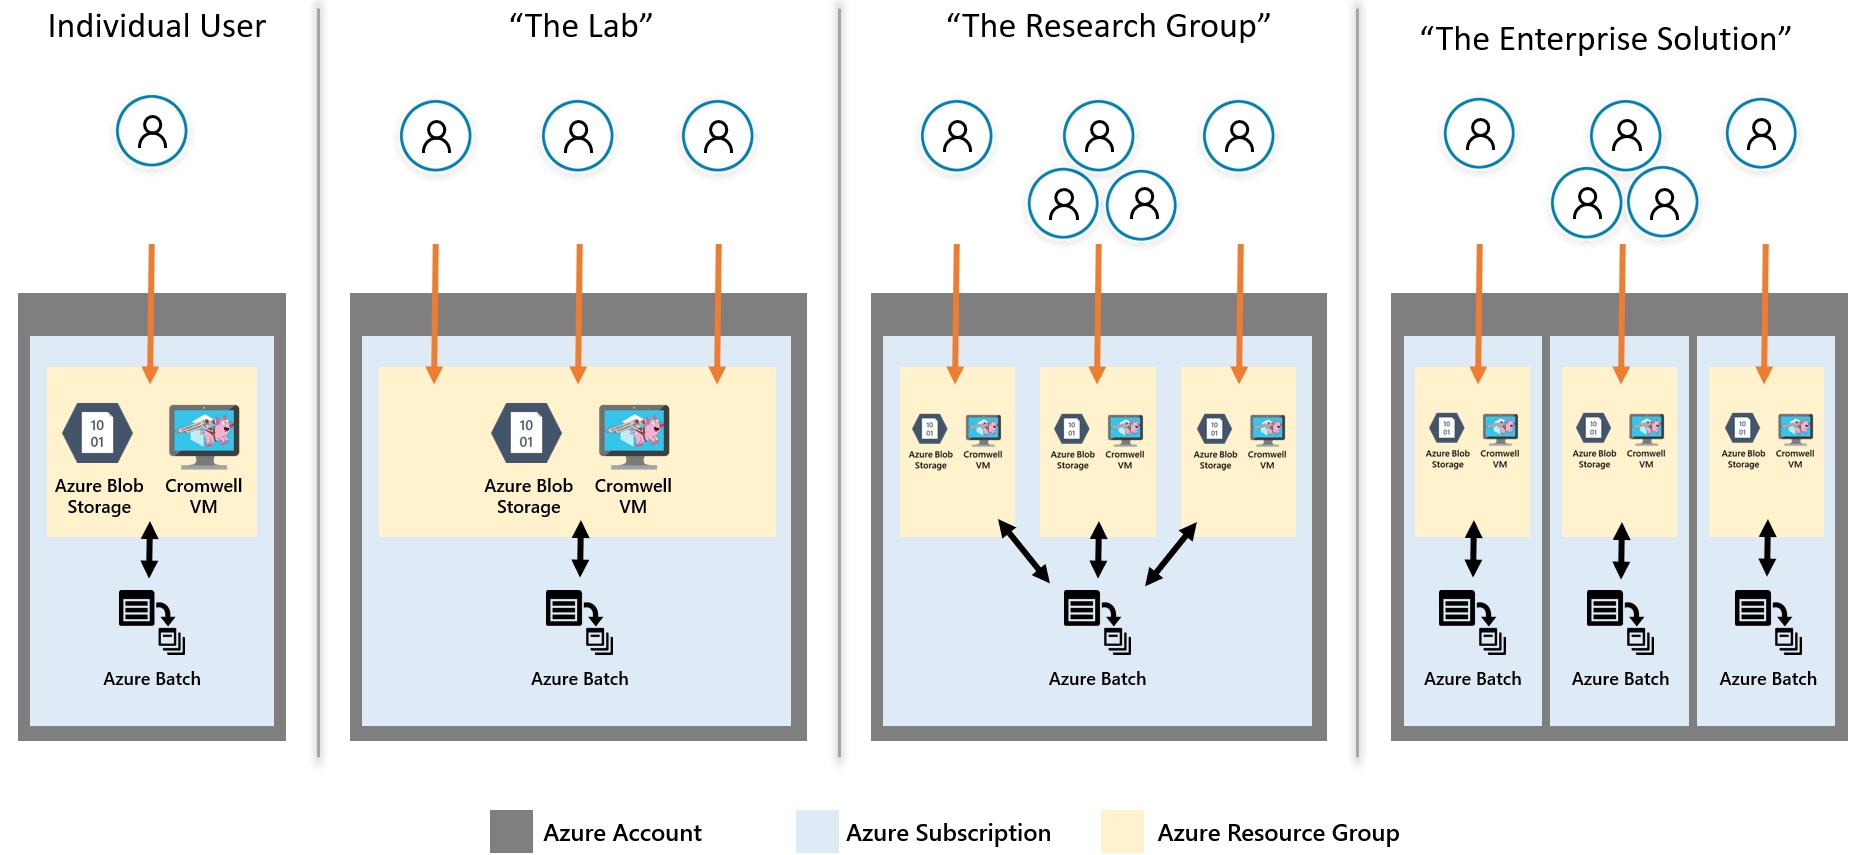 Individual User
“The Lab”
“The Research Group”
“The Enterprise Solution”
10
01
Azure Blob
Storage
Cromwell
VM
Azure Batch
10
01
Azure Blob
Storage
Cromwell
VM
Azure Batch
10
01
Azure Blob
Storage
Cromwell
VM
10
01
Azure Blob
Storage
Cromwell
VM
10
01
Azure Blob
Storage
Cromwell
VM
Azure Batch
10
01
Azure Blob
Storage
Cromwell
VM
Azure Batch
10
01
Azure Blob
Storage
Cromwell
VM
Azure Batch
10
01
Azure Blob
Storage
Cromwell
VM
Azure Batch
Azure Account
Azure Subscription
Azure Resource Group